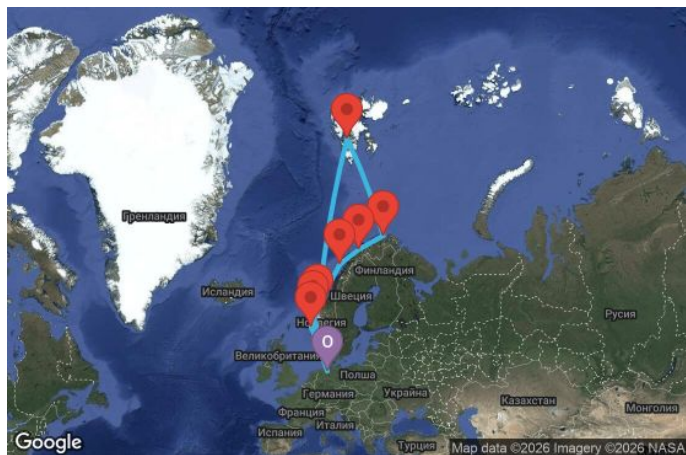 Гренландия
Финландия
Исландия
Швеция
Норвегия
Русия
O
Великобритания
Полша
Германия
Украйна
Франция
Казахстан
Монголия
Испания
Италия
Турция
Google
Map data ©2026 Imagery ©2026 NASA